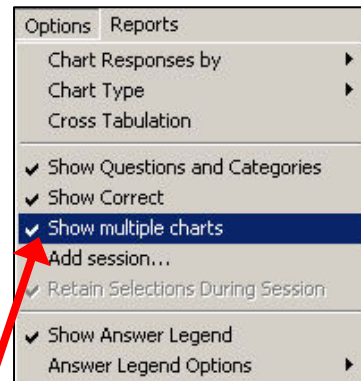 Options Reports
Chart Responses by
Chart Type
Cross Tabulation
Show Questions and Categories
Show Correct
Show multiple charts
Add session...
Retain Selections During Session
Show Answer Legend
Answer Legend Options